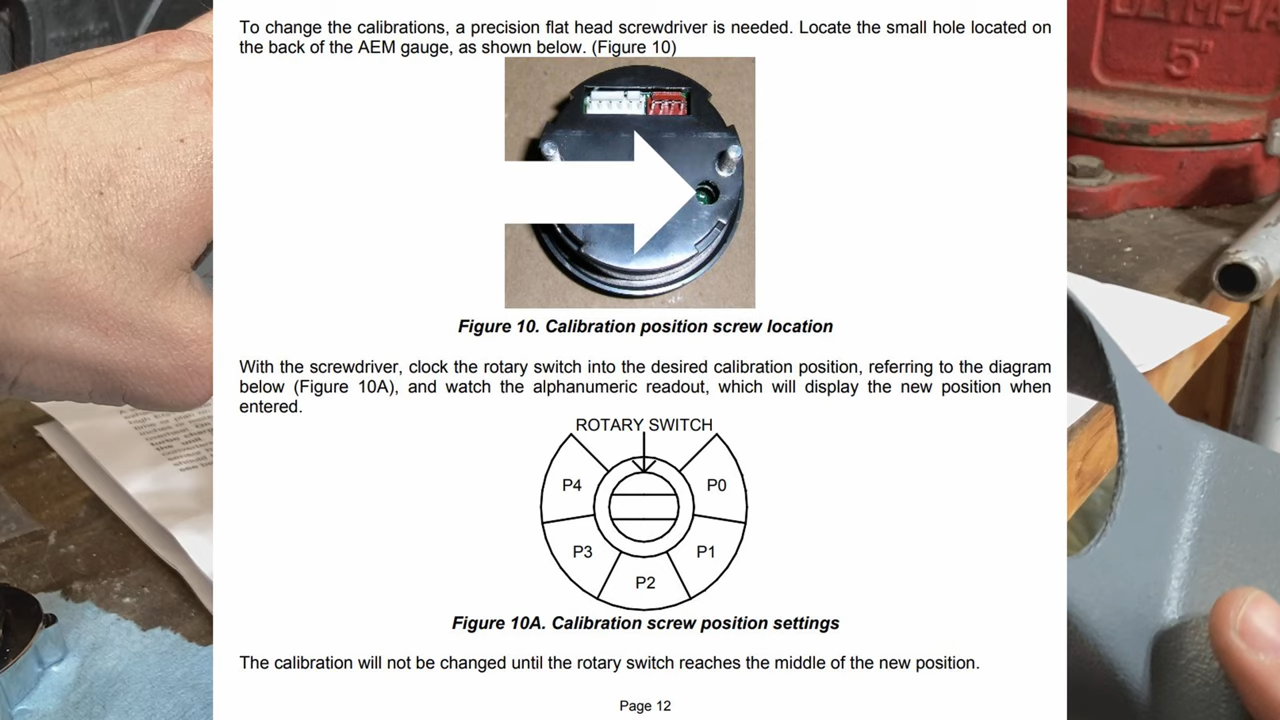 To change the calibrations, a precision flat head screwdriver is needed. Locate the small hole located on
the back of the AEM gauge, as shown below. (Figure 10)
Figure 10. Calibration position screw location
With the screwdriver, clock the rotary switch into the desired calibration position, referring to the diagram
below (Figure 10A), and watch the alphanumeric readout, which will display the new position when
entered.
ROTARY SWITCH
P4
P0
P3
P1
P2
Figure 10A. Calibration screw position settings
The calibration will not be changed until the rotary switch reaches the middle of the new position.
Page 12
5"